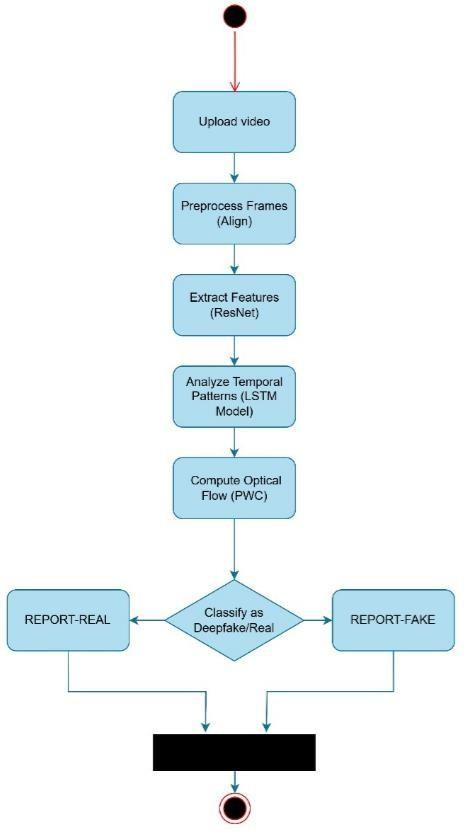 Upload video
Preprocess Frames
(Align)
Extract Features
(ResNet)
Analyze Temporal
Patterns (LSTM
Model)
Compute Optical
Flow (PWC)
Classify as
Deepfake/Real
REPORT-REAL
REPORT-FAKE